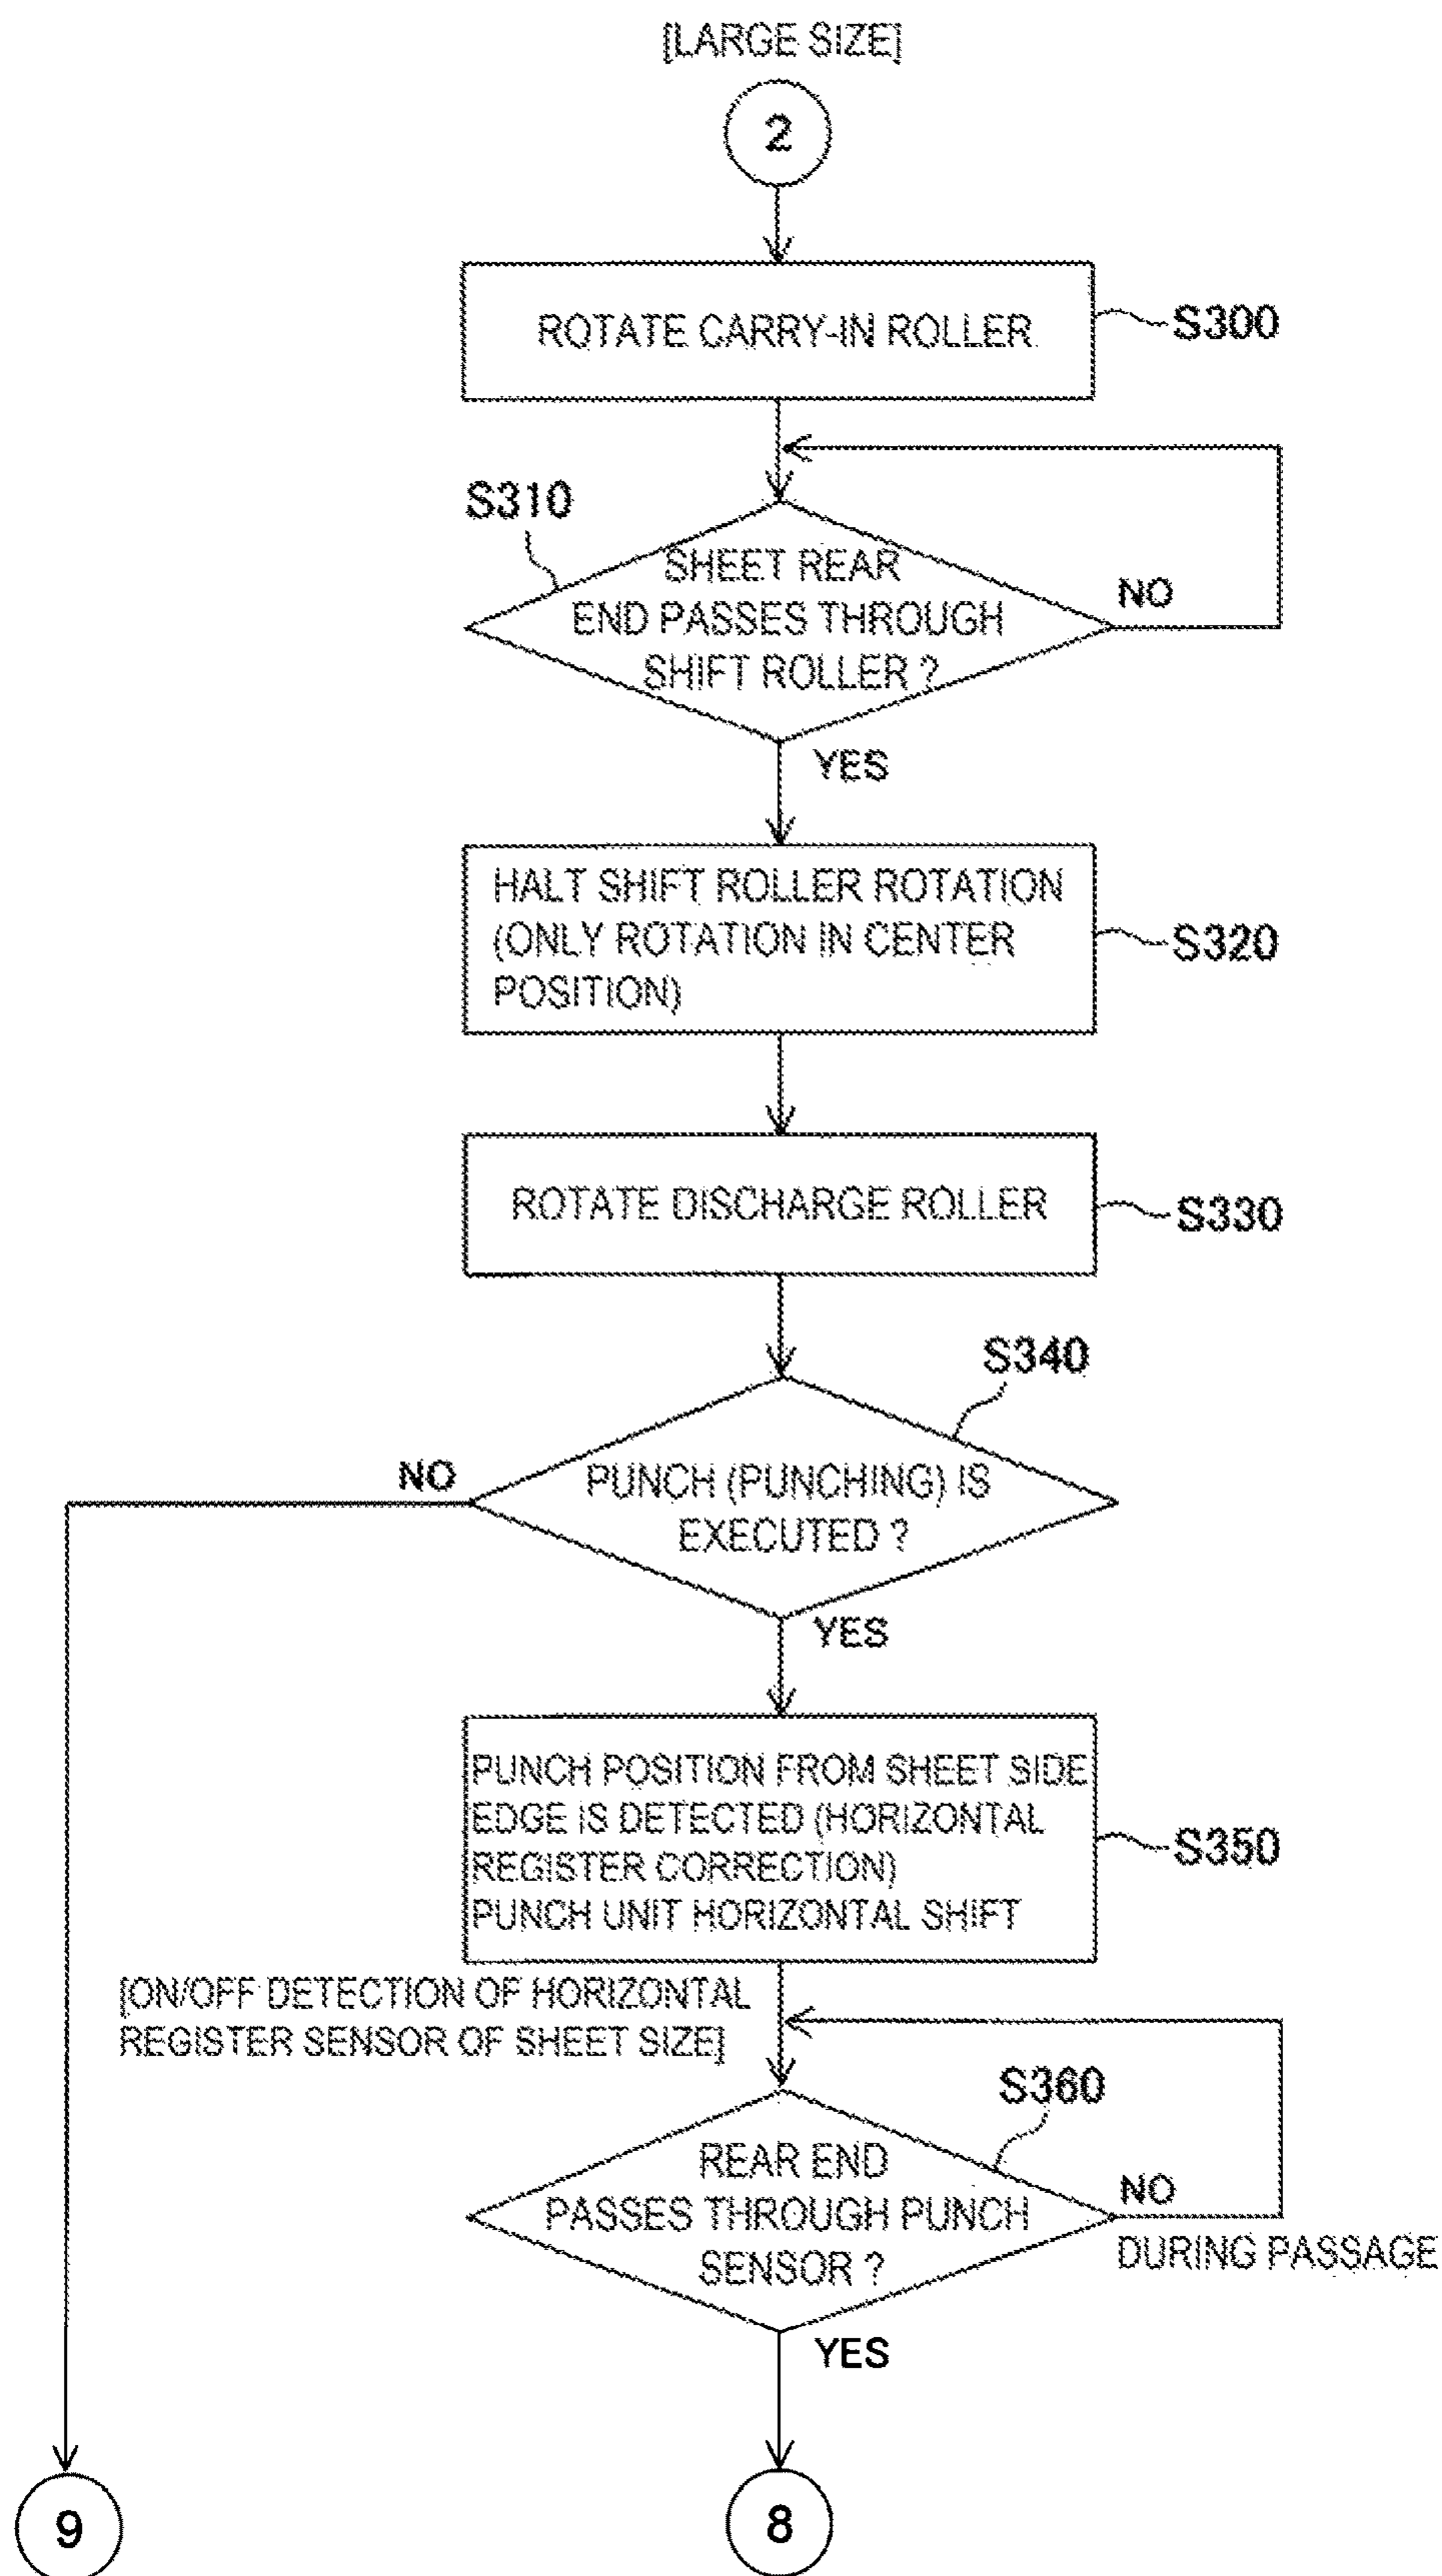 [LARGE SIZE]
2
ROTATE CARRY-IN ROLLER
S300
S310
SHEET REAR
END PASSES THROUGH
SHIFT ROLLER ?
NO
YES
HALT SHIFT ROLLER ROTATION
(ONLY ROTATION IN CENTER
POSITION)
S320
ROTATE DISCHARGE ROLLER
S330
S340
NO
PUNCH (PUNCHING) IS
EXECUTED ?
YES
PUNCH POSITION FROM SHEET SIDE
EDGE IS DETECTED (HORIZONTAL
REGISTER CORRECTION)
PUNCH UNIT HORIZONTAL SHIFT
S350
[ON/OFF DETECTION OF HORIZONTAL
REGISTER SENSOR OF SHEET SIZE]
S360
REAR END
PASSES THROUGH PUNCH
SENSOR ?
NO
DURING PASSAGE
YES
9
8